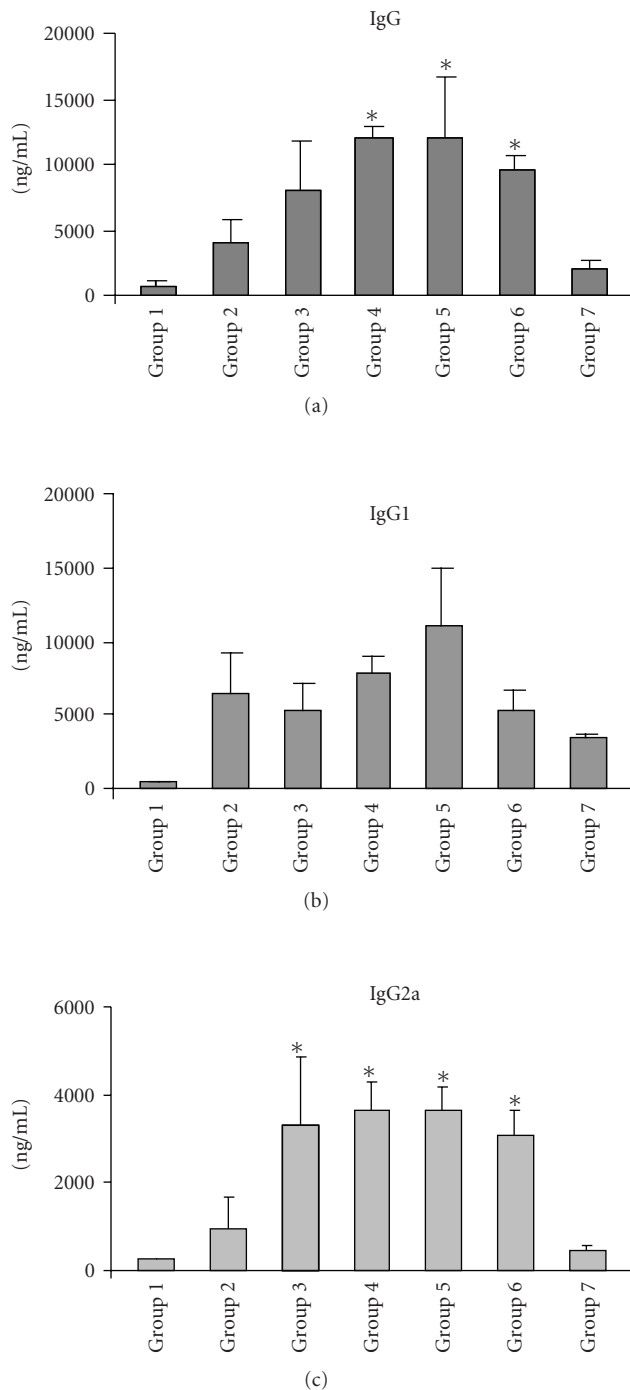 IgG
20000
15000
10000
5000
0
(ng/mL)
*
*
*
Group 1
Group 2
Group 3
Group 4
Group 5
Group 6
Group 7
(a)
IgG1
20000
15000
10000
5000
0
(ng/mL)
Group 1
Group 2
Group 3
Group 4
Group 5
Group 6
Group 7
(b)
IgG2a
6000
4000
2000
0
(ng/mL)
*
*
*
*
Group 1
Group 2
Group 3
Group 4
Group 5
Group 6
Group 7
(c)